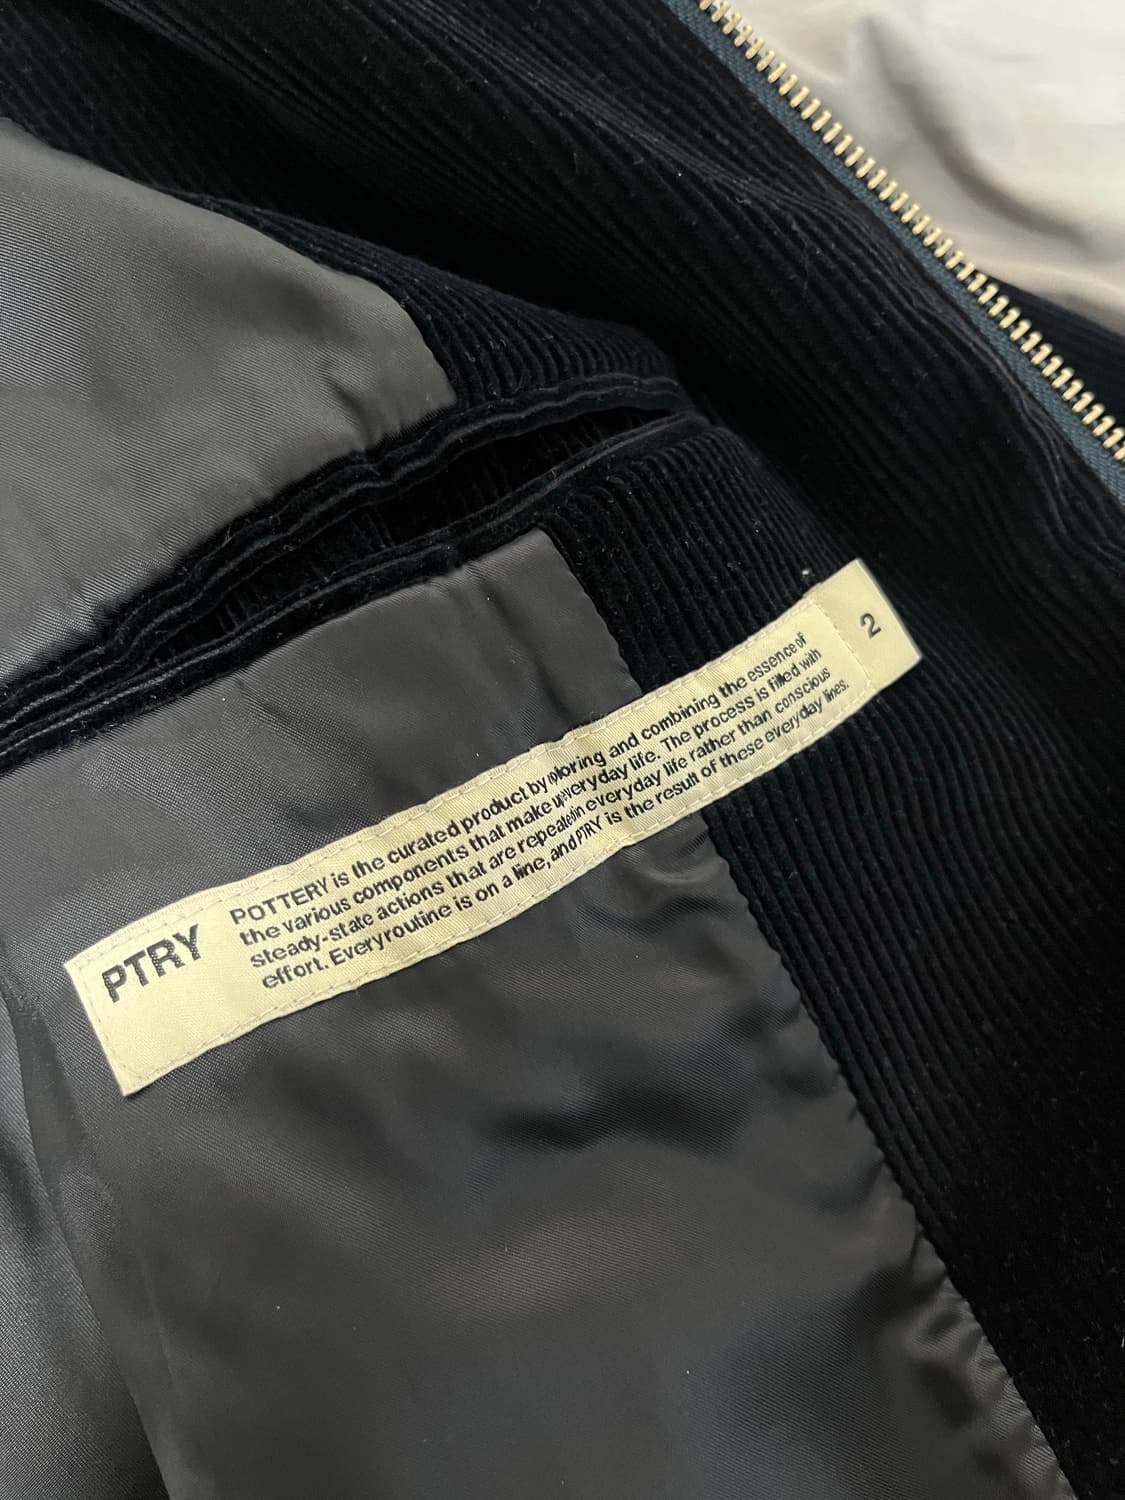 PTRY
POTTERY is the curated product by exploring and combining the essence of
the various components that make up everyday life. The process is filled with
steady-state actions that are repeated in everyday life rather than conscious
effort. Every routine is on a line, and PTRY is the result of these everyday lines.
2